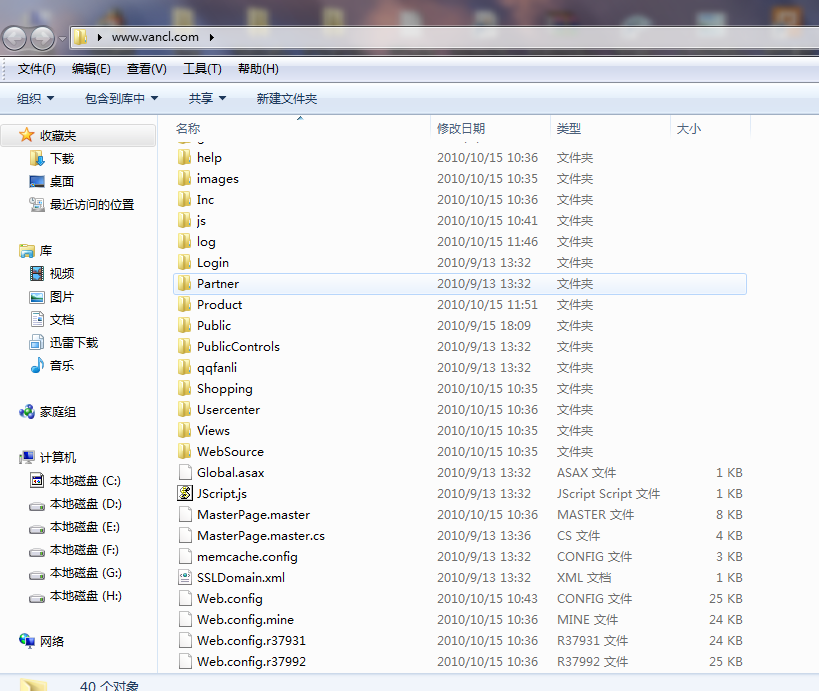 www.vancl.com
文件(F) 编辑(E) 查看(V) 工具(T) 帮助(H)
组织 包含到库中 共享 新建文件夹
名称 修改日期 类型 大小
收藏夹
下载
桌面
最近访问的位置
库
视频
图片
文档
迅雷下载
音乐
家庭组
计算机
本地磁盘 (C:)
本地磁盘 (D:)
本地磁盘 (E:)
本地磁盘 (F:)
本地磁盘 (G:)
本地磁盘 (H:)
网络
help 2010/10/15 10:36 文件夹
images 2010/10/15 10:35 文件夹
Inc 2010/10/15 10:36 文件夹
js 2010/10/15 10:41 文件夹
log 2010/10/15 11:46 文件夹
Login 2010/9/13 13:32 文件夹
Partner 2010/9/13 13:32 文件夹
Product 2010/10/15 11:51 文件夹
Public 2010/9/15 18:09 文件夹
PublicControls 2010/9/13 13:32 文件夹
qqfanli 2010/9/13 13:32 文件夹
Shopping 2010/10/15 10:35 文件夹
Usercenter 2010/10/15 10:36 文件夹
Views 2010/10/15 10:35 文件夹
WebSource 2010/10/15 10:35 文件夹
Global.asax 2010/9/13 13:32 ASAX 文件 1 KB
JScript.js 2010/9/13 13:32 JScript Script 文件 1 KB
MasterPage.master 2010/10/15 10:36 MASTER 文件 8 KB
MasterPage.master.cs 2010/9/13 13:36 CS 文件 4 KB
memcache.config 2010/9/13 13:32 CONFIG 文件 3 KB
SSLDomain.xml 2010/9/13 13:32 XML 文档 1 KB
Web.config 2010/10/15 10:43 CONFIG 文件 25 KB
Web.config.mine 2010/10/15 10:36 MINE 文件 24 KB
Web.config.r37931 2010/10/15 10:36 R37931 文件 24 KB
Web.config.r37992 2010/10/15 10:36 R37992 文件 25 KB
40 个对象